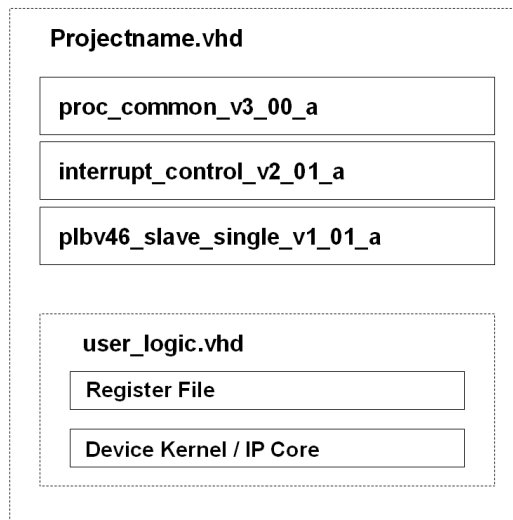 Projectname.vhd
proc_common_v3_00_a
interrupt_control_v2_01_a
plbv46_slave_single_v1_01_a
user_logic.vhd
Register File
Device Kernel / IP Core